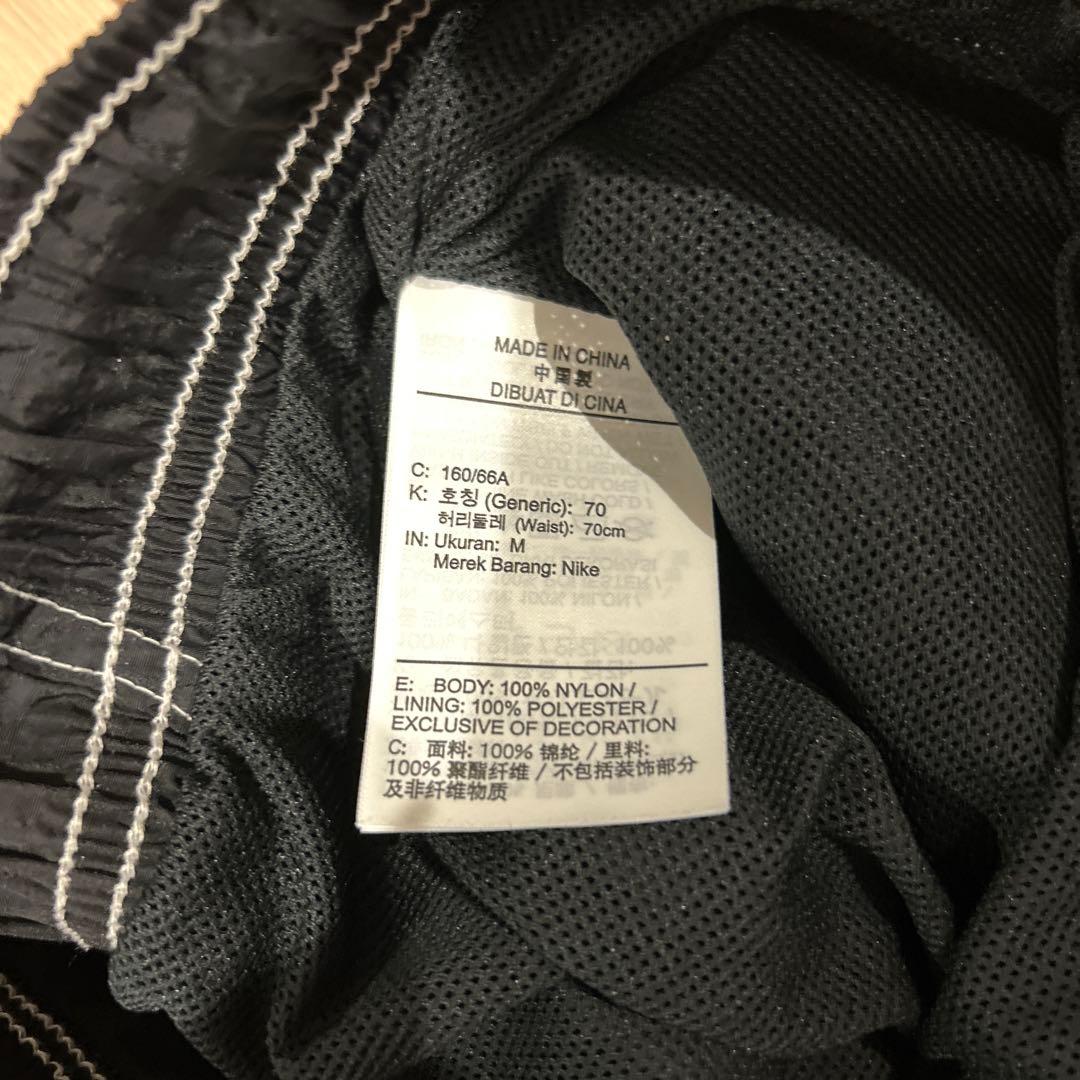 MADE IN CHINA
中国製
DIBUAT DI CINA
C: 160/66A
K: 호칭 (Generic): 70
허리둘레 (Waist): 70cm
IN: Ukuran: M
Merek Barang: Nike
E: BODY: 100% NYLON /
LINING: 100% POLYESTER /
EXCLUSIVE OF DECORATION
C: 面料: 100% 锦纶 / 里料:
100% 聚酯纤维 / 不包括装饰部分
及非纤维物质